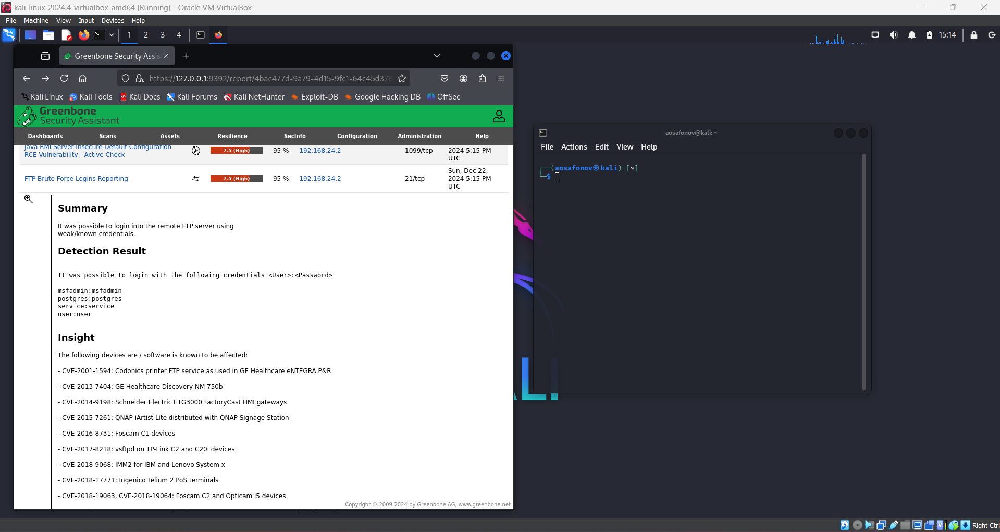 kali-linux-2024.4-virtualbox-amd64 [Running] - Oracle VM VirtualBox
File Machine View Input Devices Help
1 2 3 4
15:14
Greenbone Security Assis
https://127.0.0.1:9392/report/4bac477d-9a79-4d15-9fc1-64c45d376
Kali Linux Kali Tools Kali Docs Kali Forums Kali NetHunter Exploit-DB Google Hacking DB OffSec
Greenbone
Security Assistant
Dashboards Scans Assets Resilience SecInfo Configuration Administration Help
Java RMI Server Insecure Default Configuration
RCE Vulnerability - Active Check
7.5 (High)
95 %
192.168.24.2
1099/tcp
2024 5:15 PM
UTC
FTP Brute Force Logins Reporting
7.5 (High)
95 %
192.168.24.2
21/tcp
Sun, Dec 22,
2024 5:15 PM
UTC
Summary
It was possible to login into the remote FTP server using
weak/known credentials.
Detection Result
It was possible to login with the following credentials <User>:<Password>
msfadmin:msfadmin
postgres:postgres
service:service
user:user
Insight
The following devices are / software is known to be affected:
- CVE-2001-1594: Codonics printer FTP service as used in GE Healthcare eNTEGRA P&R
- CVE-2013-7404: GE Healthcare Discovery NM 750b
- CVE-2014-9198: Schneider Electric ETG3000 FactoryCast HMI gateways
- CVE-2015-7261: QNAP iArtist Lite distributed with QNAP Signage Station
- CVE-2016-8731: Foscam C1 devices
- CVE-2017-8218: vsftpd on TP-Link C2 and C20i devices
- CVE-2018-9068: IMM2 for IBM and Lenovo System x
- CVE-2018-17771: Ingenico Telium 2 PoS terminals
- CVE-2018-19063, CVE-2018-19064: Foscam C2 and Opticam i5 devices
Copyright © 2009-2024 by Greenbone AG, www.greenbone.net
aosafonov@kali: ~
File Actions Edit View Help
┌──(aosafonov㉿kali)-[~]
└─$
ALI
Right Ctrl